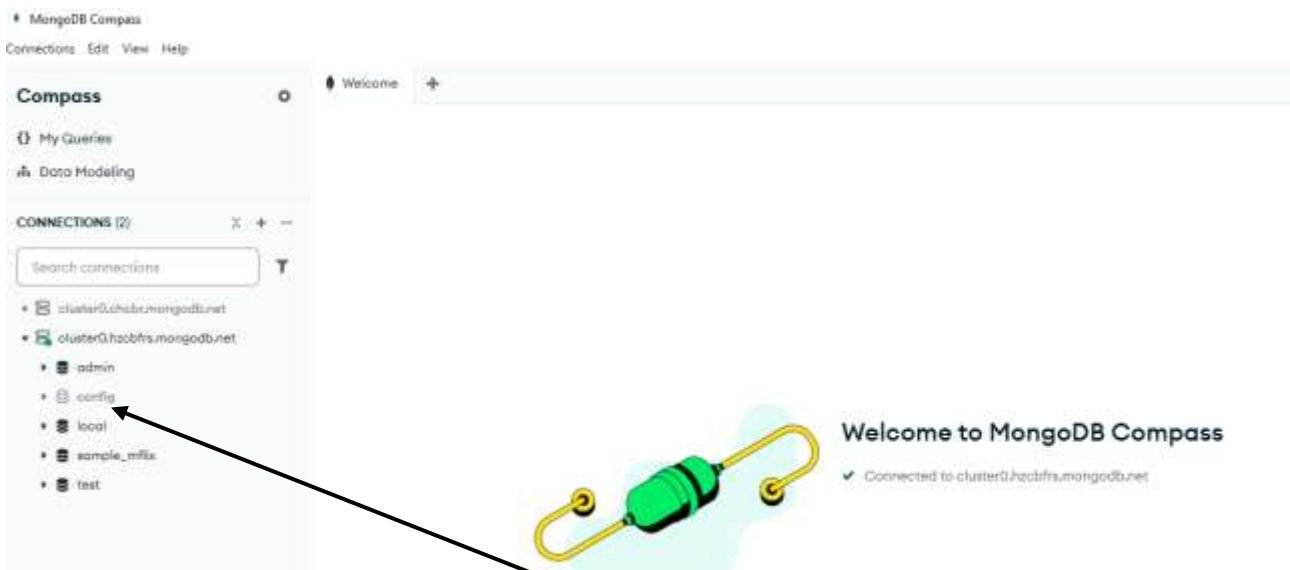 MongoDB Compass
Connections Edit View Help
Compass
Welcome +
{} My Queries
Data Modeling
CONNECTIONS (2)
Search connections
cluster0.hzcbfrs.mongodb.net
admin
config
local
sample_mflix
test
Welcome to MongoDB Compass
Connected to cluster0.hzcbfrs.mongodb.net